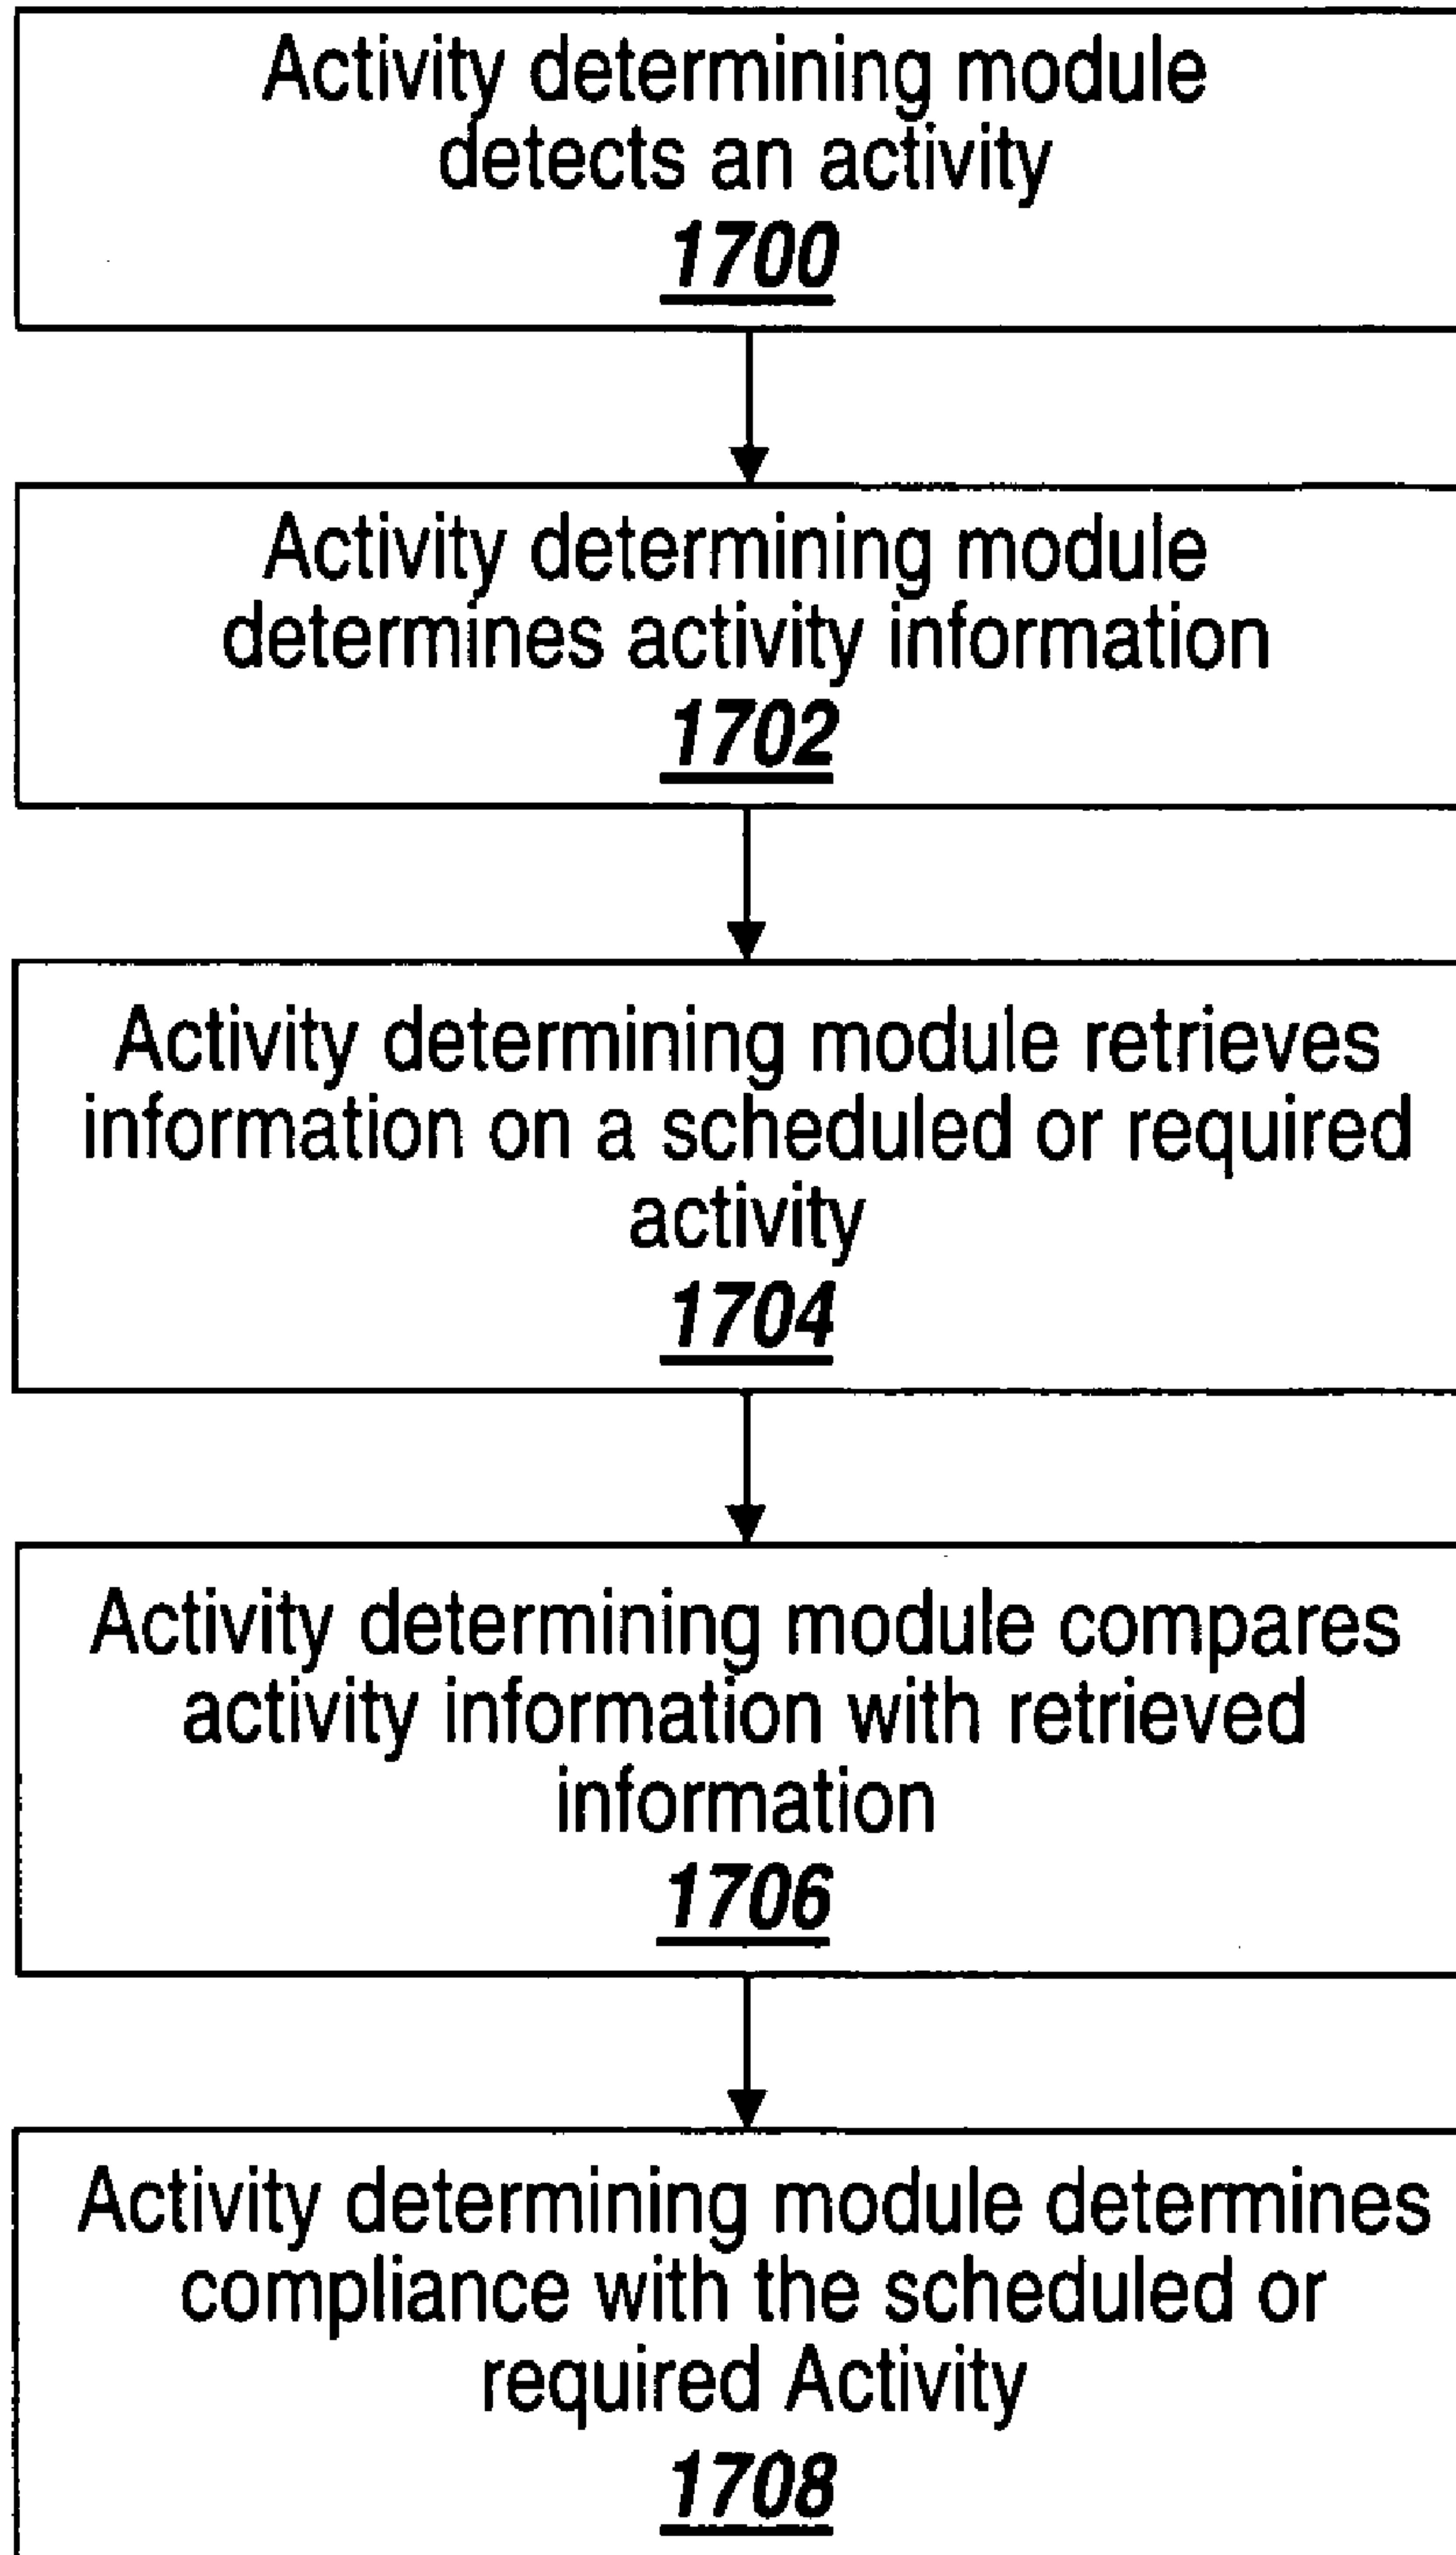 Activity determining module
detects an activity
1700
Activity determining module
determines activity information
1702
Activity determining module retrieves
information on a scheduled or required
activity
1704
Activity determining module compares
activity information with retrieved
information
1706
Activity determining module determines
compliance with the scheduled or
required Activity
1708